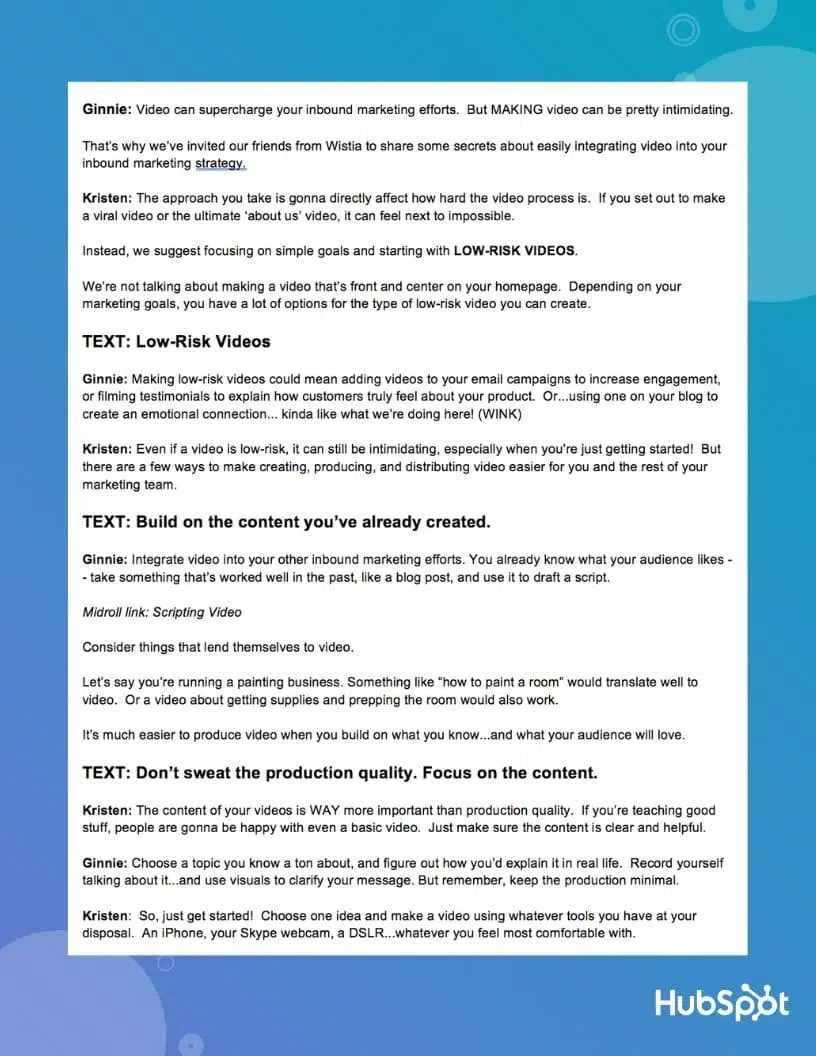 Ginnie: Video can supercharge your inbound marketing efforts.  But MAKING video can be pretty intimidating.
That's why we've invited our friends from Wistia to share some secrets about easily integrating video into your
inbound marketing strategy.
Kristen: The approach you take is gonna directly affect how hard the video process is.  If you set out to make
a viral video or the ultimate 'about us' video, it can feel next to impossible.
Instead, we suggest focusing on simple goals and starting with LOW-RISK VIDEOS.
We're not talking about making a video that's front and center on your homepage.  Depending on your
marketing goals, you have a lot of options for the type of low-risk video you can create.
TEXT: Low-Risk Videos
Ginnie: Making low-risk videos could mean adding videos to your email campaigns to increase engagement,
or filming testimonials to explain how customers truly feel about your product.  Or...using one on your blog to
create an emotional connection... kinda like what we're doing here! (WINK)
Kristen: Even if a video is low-risk, it can still be intimidating, especially when you're just getting started!  But
there are a few ways to make creating, producing, and distributing video easier for you and the rest of your
marketing team.
TEXT: Build on the content you've already created.
Ginnie: Integrate video into your other inbound marketing efforts. You already know what your audience likes -
- take something that's worked well in the past, like a blog post, and use it to draft a script.
Midroll link: Scripting Video
Consider things that lend themselves to video.
Let's say you're running a painting business. Something like "how to paint a room" would translate well to
video.  Or a video about getting supplies and prepping the room would also work.
It's much easier to produce video when you build on what you know...and what your audience will love.
TEXT: Don't sweat the production quality. Focus on the content.
Kristen: The content of your videos is WAY more important than production quality.  If you're teaching good
stuff, people are gonna be happy with even a basic video.  Just make sure the content is clear and helpful.
Ginnie: Choose a topic you know a ton about, and figure out how you'd explain it in real life.  Record yourself
talking about it...and use visuals to clarify your message. But remember, keep the production minimal.
Kristen:  So, just get started!  Choose one idea and make a video using whatever tools you have at your
disposal.  An iPhone, your Skype webcam, a DSLR...whatever you feel most comfortable with.
HubSpot